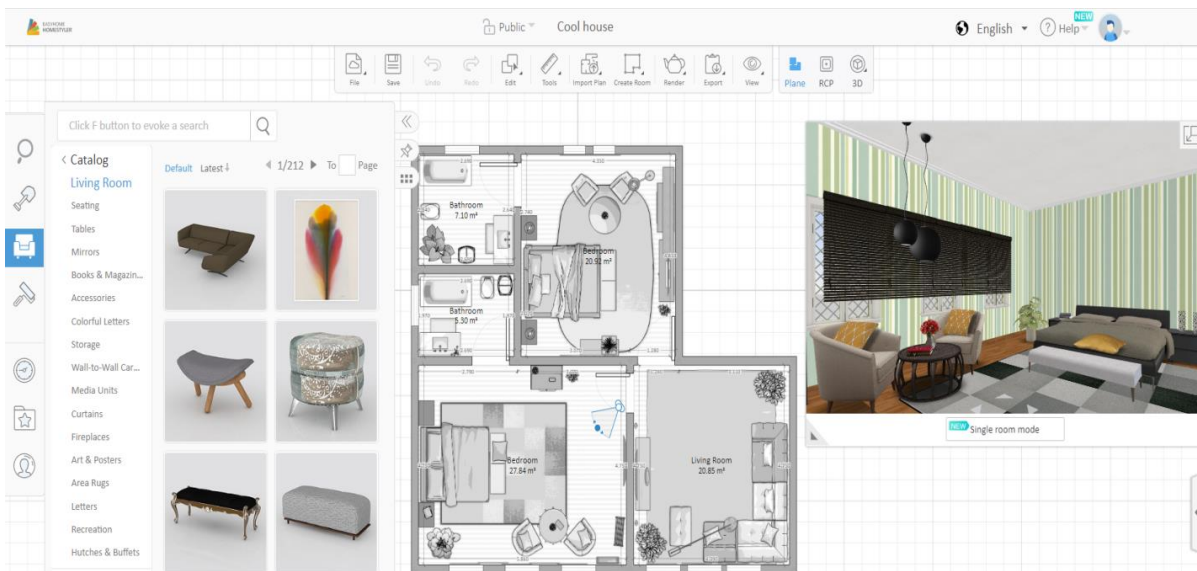 EASYHOME
HOMESTYLER
Public
Cool house
English
NEW
Help
File
Save
Undo
Redo
Edit
Tools
Import Plan
Create Room
Render
Export
View
Plane
RCP
3D
Click F button to evoke a search
< Catalog
Living Room
Seating
Tables
Mirrors
Books & Magazin...
Accessories
Colorful Letters
Storage
Wall-to-Wall Car...
Media Units
Curtains
Fireplaces
Art & Posters
Area Rugs
Letters
Recreation
Hutches & Buffets
Default Latest↓
1/212 To Page
Bathroom
7.10 m²
Bedroom
20.92 m²
Bathroom
5.30 m²
Bedroom
27.84 m²
Living Room
20.85 m²
NEW Single room mode